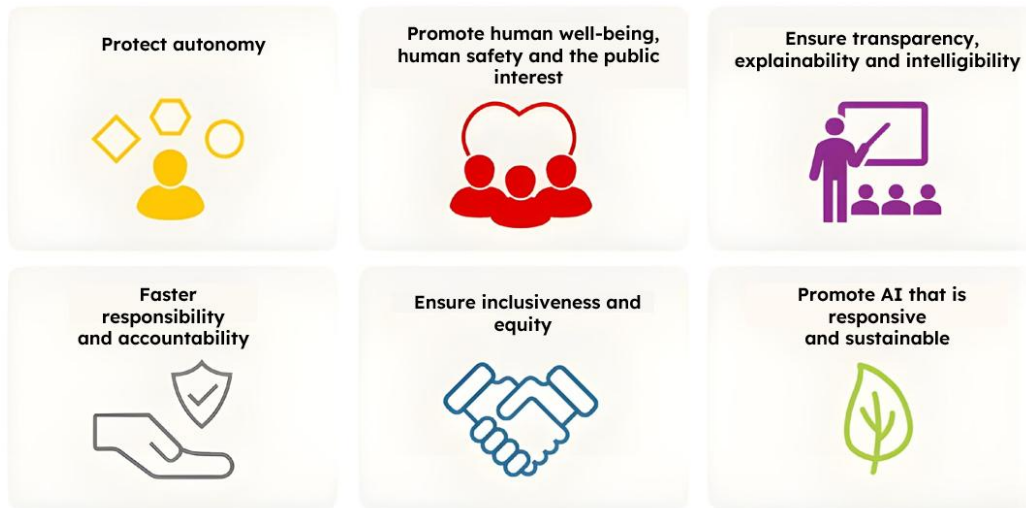 Protect autonomy
Promote human well-being,
human safety and the public
interest
Ensure transparency,
explainability and intelligibility
Faster
responsibility
and accountability
Ensure inclusiveness and
equity
Promote AI that is
responsive
and sustainable